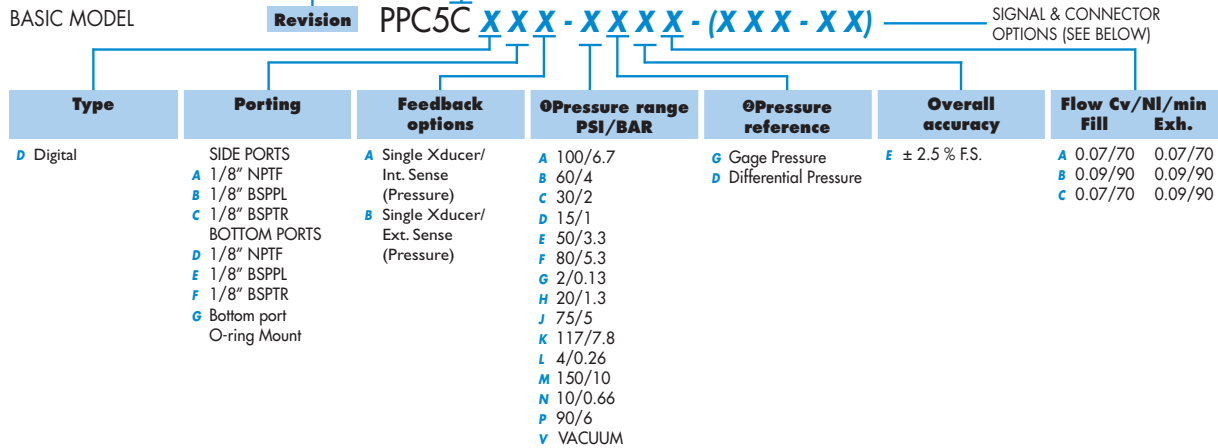 BASIC MODEL
Revision
PPC5C X X X - X X X X - (X X X - X X)
SIGNAL & CONNECTOR
OPTIONS (SEE BELOW)
Type
D Digital
Porting
SIDE PORTS
A 1/8" NPTF
B 1/8" BSPPL
C 1/8" BSPTR
BOTTOM PORTS
D 1/8" NPTF
E 1/8" BSPPL
F 1/8" BSPTR
G Bottom port
O-ring Mount
Feedback
options
A Single Xducer/
Int. Sense
(Pressure)
B Single Xducer/
Ext. Sense
(Pressure)
❶Pressure range
PSI/BAR
A 100/6.7
B 60/4
C 30/2
D 15/1
E 50/3.3
F 80/5.3
G 2/0.13
H 20/1.3
J 75/5
K 117/7.8
L 4/0.26
M 150/10
N 10/0.66
P 90/6
V VACUUM
❷Pressure
reference
G Gage Pressure
D Differential Pressure
Overall
accuracy
E ± 2.5 % F.S.
Flow Cv/Nl/min
Fill Exh.
A 0.07/70 0.07/70
B 0.09/90 0.09/90
C 0.07/70 0.09/90